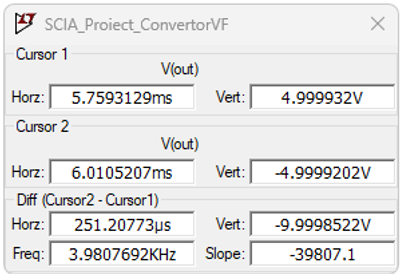 SCIA_Proiect_ConvertorVF
Cursor 1
V(out)
Horz: 5.7593129ms Vert: 4.999932V
Cursor 2
V(out)
Horz: 6.0105207ms Vert: -4.9999202V
Diff (Cursor2 - Cursor1)
Horz: 251.20773µs Vert: -9.9998522V
Freq: 3.9807692KHz Slope: -39807.1